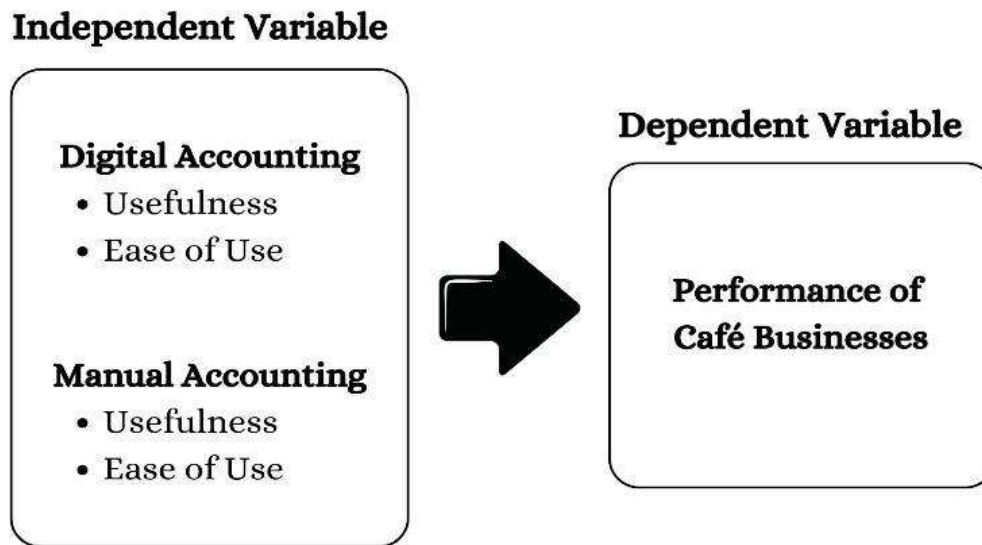 Independent Variable
Digital Accounting
• Usefulness
• Ease of Use
Manual Accounting
• Usefulness
• Ease of Use
Dependent Variable
Performance of
Café Businesses